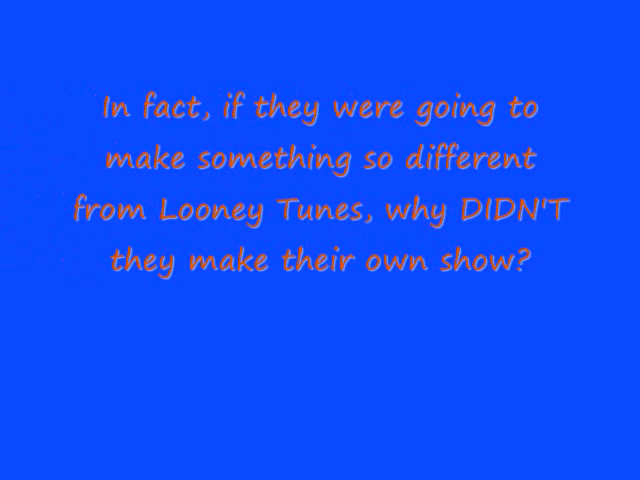 In fact, if they were going to
make something so different
from Looney Tunes, why DIDN'T
they make their own show?